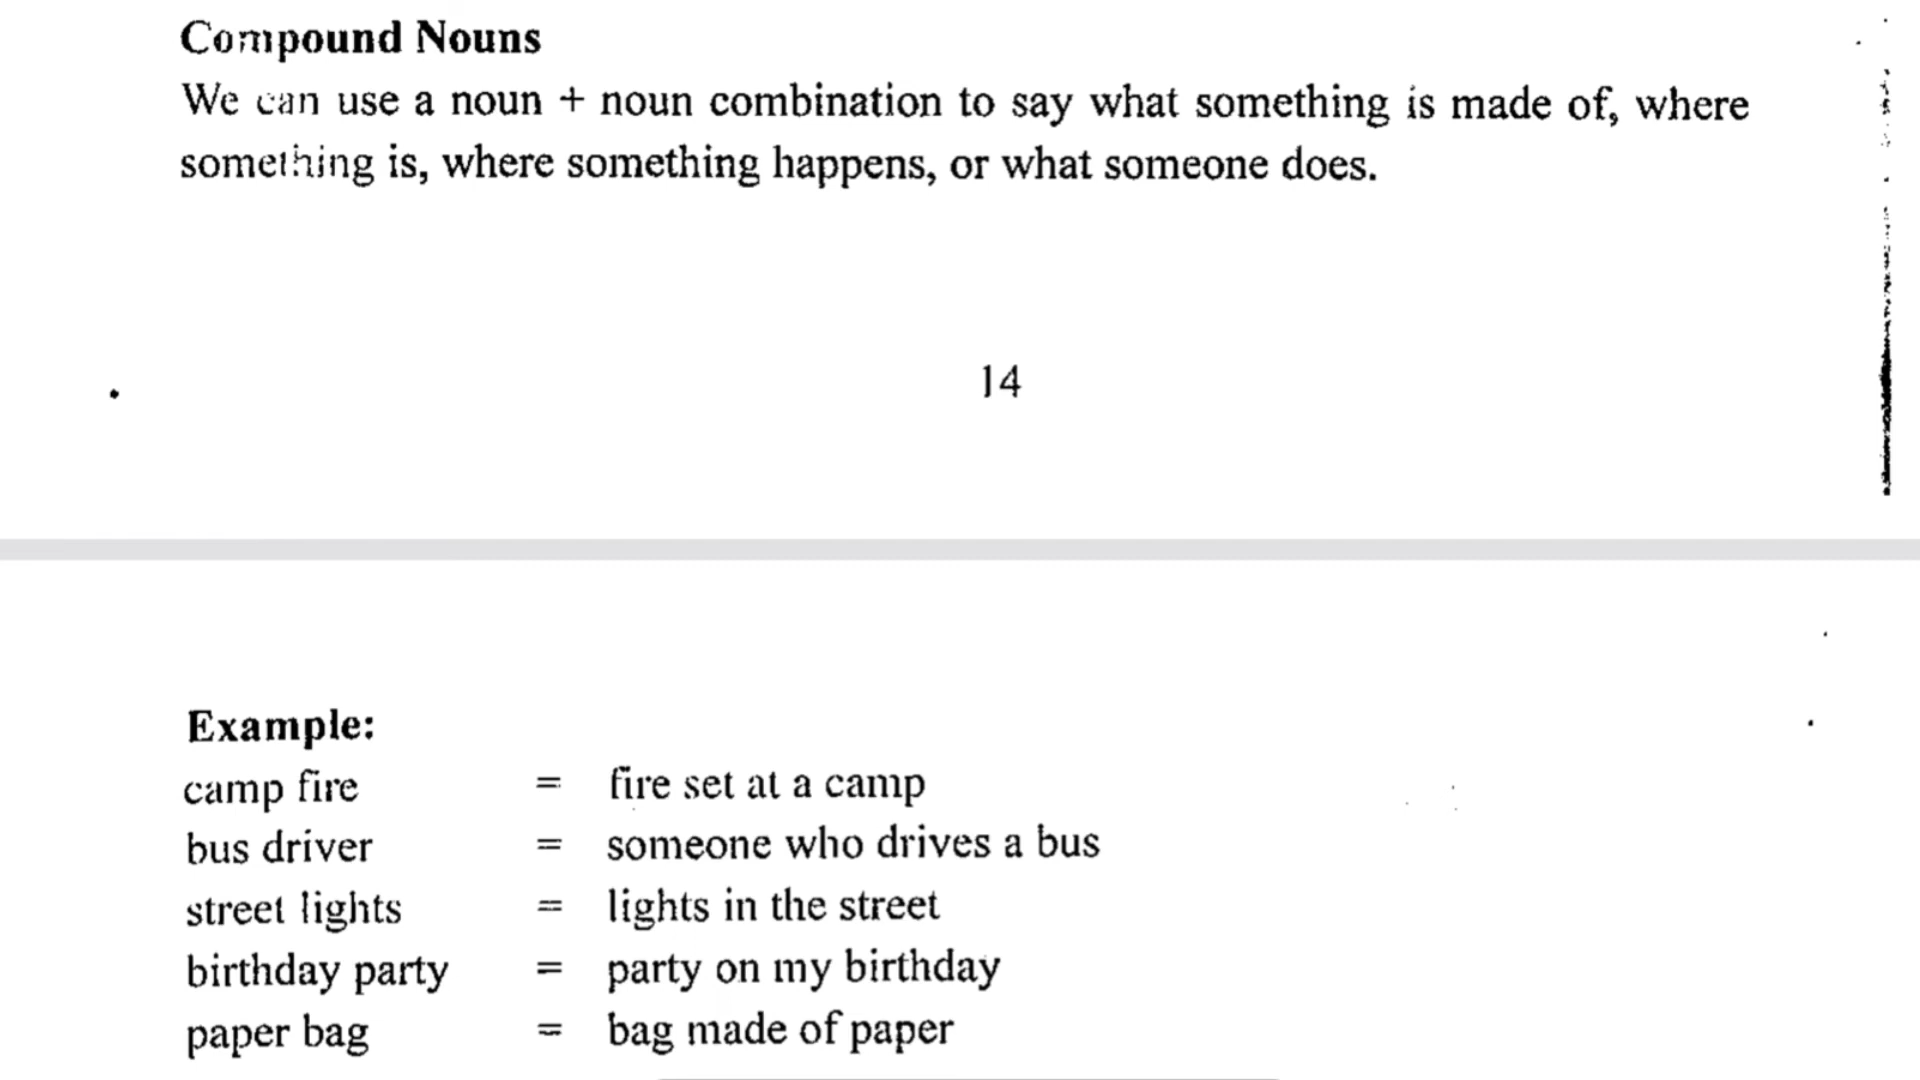 Compound Nouns
We can use a noun + noun combination to say what something is made of, where
something is, where something happens, or what someone does.
14
Example:
camp fire = fire set at a camp
bus driver = someone who drives a bus
street lights = lights in the street
birthday party = party on my birthday
paper bag = bag made of paper